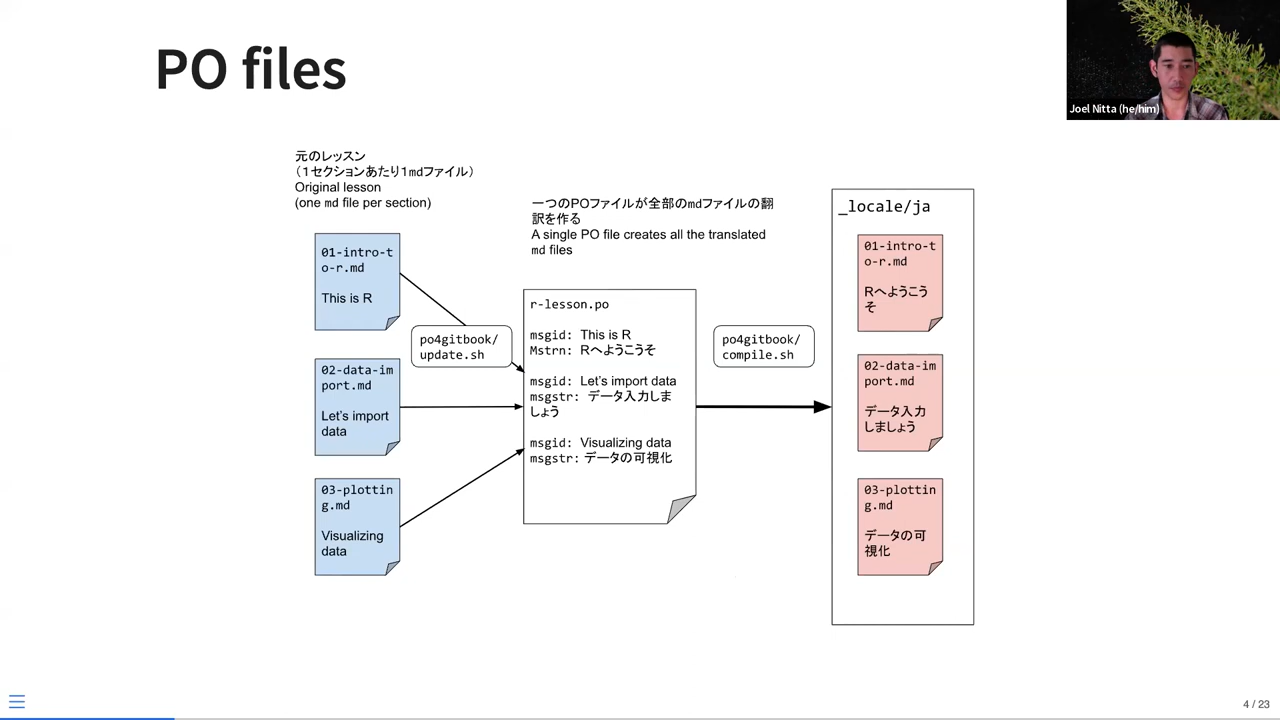 PO files
Joel Nitta (he/him)
元のレッスン
（１セクションあたり１mdファイル）
Original lesson
(one md file per section)
01-intro-t
o-r.md
This is R
02-data-im
port.md
Let's import
data
03-plottin
g.md
Visualizing
data
po4gitbook/
update.sh
一つのPOファイルが全部のmdファイルの翻
訳を作る
A single PO file creates all the translated
md files
r-lesson.po
msgid: This is R
Mstrn: Rへようこうそ
msgid: Let's import data
msgstr: データ入力しま
しょう
msgid: Visualizing data
msgstr: データの可視化
po4gitbook/
compile.sh
_locale/ja
01-intro-t
o-r.md
Rへようこう
そ
02-data-im
port.md
データ入力
しましょう
03-plottin
g.md
データの可
視化
4 / 23